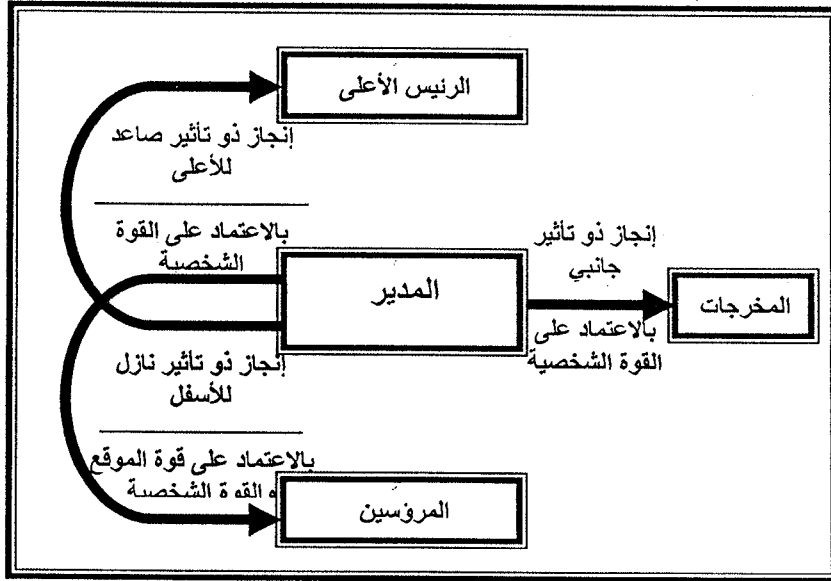 الرئيس الأعلى
إنجاز ذو تأثير صاعد
للأعلى
بالاعتماد على القوة
الشخصية
المدير
إنجاز ذو تأثير
جانبي
بالاعتماد على
القوة الشخصية
المخرجات
إنجاز ذو تأثير نازل
للأسفل
بالاعتماد على قوة الموقع
و القوة الشخصية
المروسين